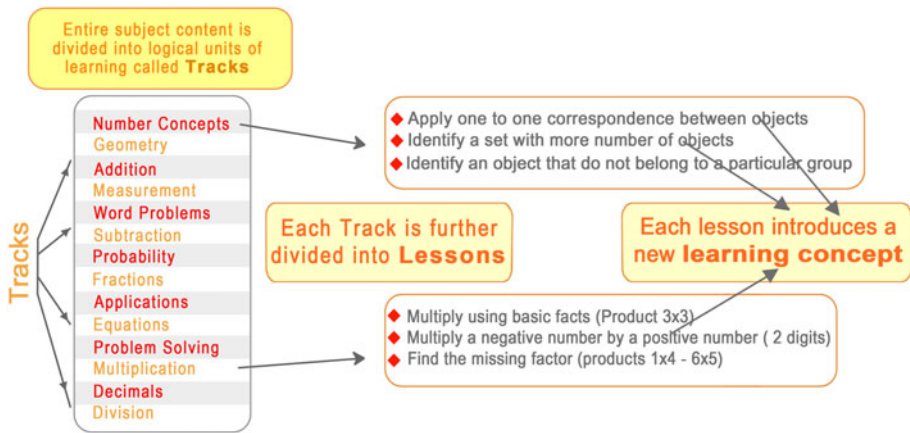 Entire subject content is
divided into logical units of
learning called Tracks
Tracks
Number Concepts
Geometry
Addition
Measurement
Word Problems
Subtraction
Probability
Fractions
Applications
Equations
Problem Solving
Multiplication
Decimals
Division
Apply one to one correspondence between objects
Identify a set with more number of objects
Identify an object that do not belong to a particular group
Each Track is further
divided into Lessons
Each lesson introduces a
new learning concept
Multiply using basic facts (Product 3x3)
Multiply a negative number by a positive number ( 2 digits)
Find the missing factor (products 1x4 - 6x5)